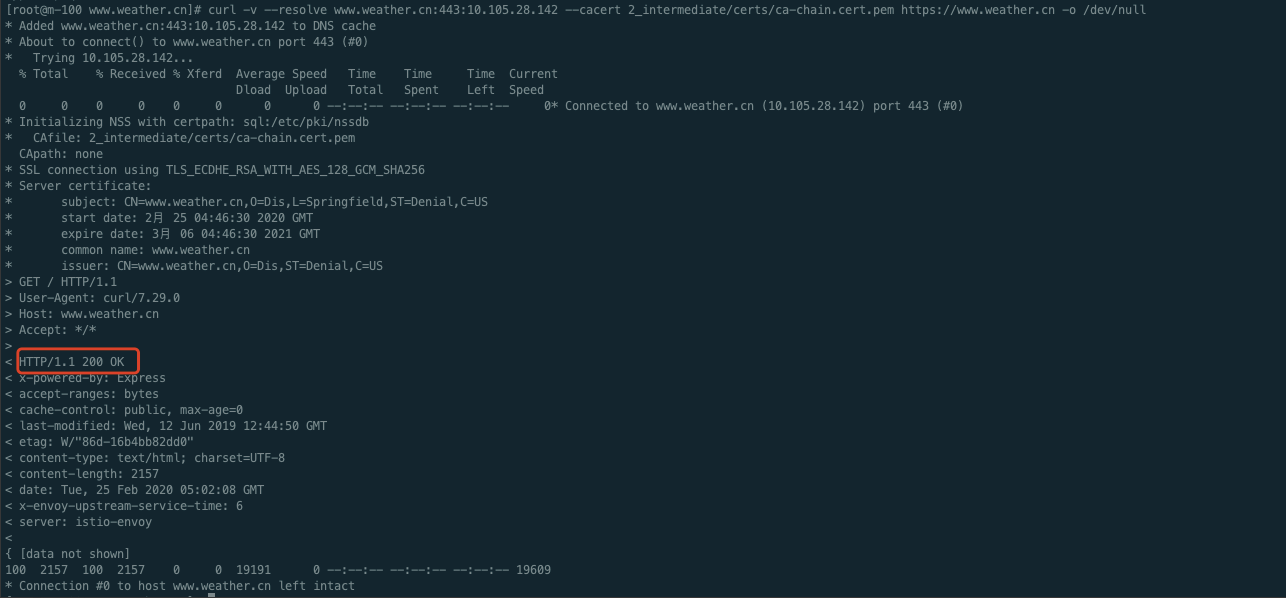 [root@m-100 www.weather.cn]# curl -v --resolve www.weather.cn:443:10.105.28.142 --cacert 2_intermediate/certs/ca-chain.cert.pem https://www.weather.cn -o /dev/null
* Added www.weather.cn:443:10.105.28.142 to DNS cache
* About to connect() to www.weather.cn port 443 (#0)
*   Trying 10.105.28.142...
  % Total    % Received % Xferd  Average Speed   Time    Time     Time  Current
                                 Dload  Upload   Total   Spent    Left  Speed
  0     0    0     0    0     0      0      0 --:--:-- --:--:-- --:--:--     0* Connected to www.weather.cn (10.105.28.142) port 443 (#0)
* Initializing NSS with certpath: sql:/etc/pki/nssdb
*   CAfile: 2_intermediate/certs/ca-chain.cert.pem
  CApath: none
* SSL connection using TLS_ECDHE_RSA_WITH_AES_128_GCM_SHA256
* Server certificate:
*       subject: CN=www.weather.cn,O=Dis,L=Springfield,ST=Denial,C=US
*       start date: 2月 25 04:46:30 2020 GMT
*       expire date: 3月 06 04:46:30 2021 GMT
*       common name: www.weather.cn
*       issuer: CN=www.weather.cn,O=Dis,ST=Denial,C=US
> GET / HTTP/1.1
> User-Agent: curl/7.29.0
> Host: www.weather.cn
> Accept: */*
>
< HTTP/1.1 200 OK
< x-powered-by: Express
< accept-ranges: bytes
< cache-control: public, max-age=0
< last-modified: Wed, 12 Jun 2019 12:44:50 GMT
< etag: W/"86d-16b4bb82dd0"
< content-type: text/html; charset=UTF-8
< content-length: 2157
< date: Tue, 25 Feb 2020 05:02:08 GMT
< x-envoy-upstream-service-time: 6
< server: istio-envoy
<
{ [data not shown]
100  2157  100  2157    0     0  19191      0 --:--:-- --:--:-- --:--:-- 19609
* Connection #0 to host www.weather.cn left intact